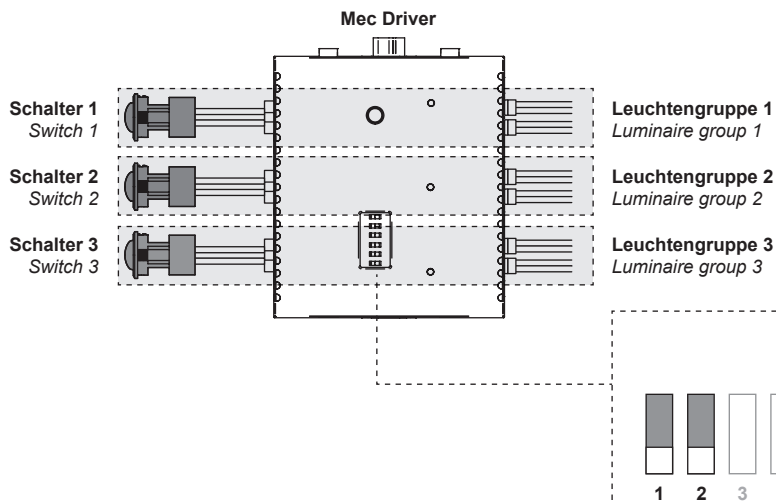 Mec Driver
Schalter 1
Switch 1
Leuchtengruppe 1
Luminaire group 1
Schalter 2
Switch 2
Leuchtengruppe 2
Luminaire group 2
Schalter 3
Switch 3
Leuchtengruppe 3
Luminaire group 3
1 2 3